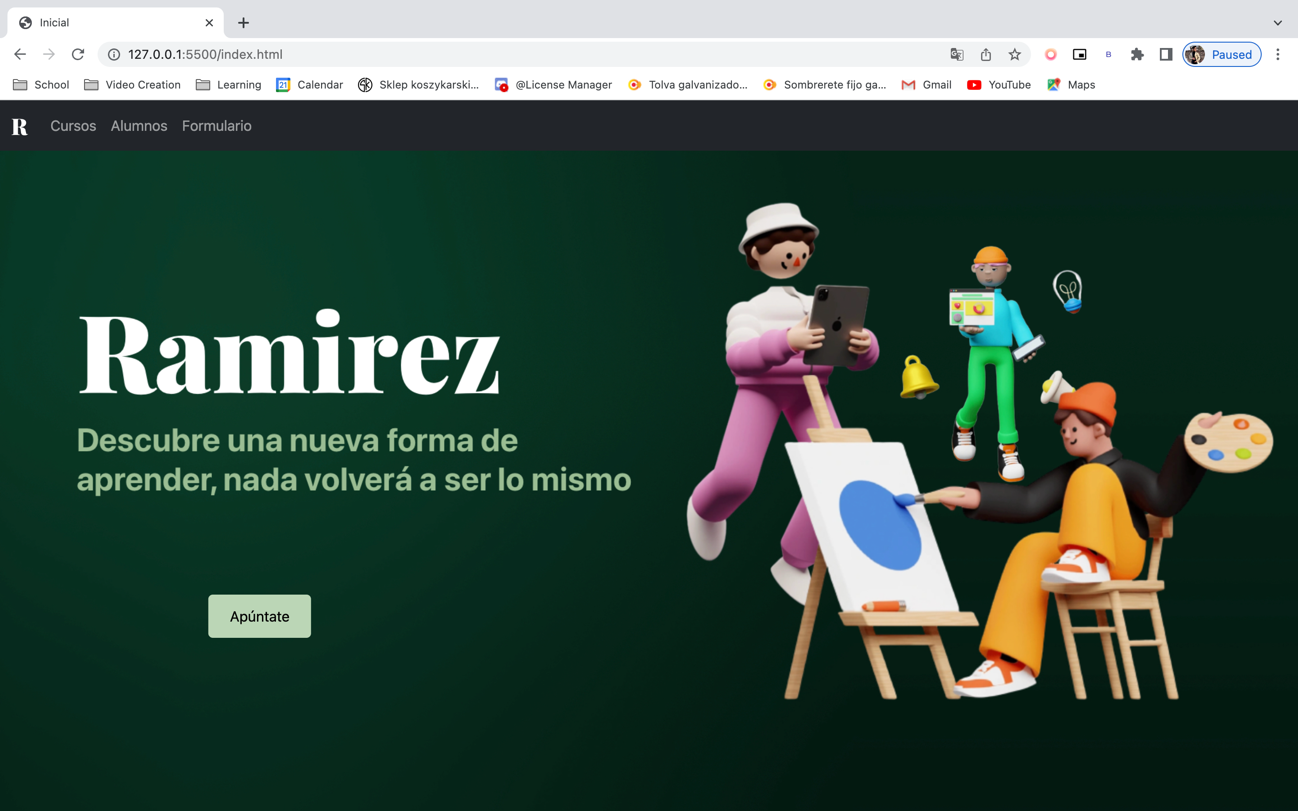 Inicial
127.0.0.1:5500/index.html
B
Paused
School
Video Creation
Learning
21
Calendar
Sklep koszykarski...
@License Manager
Tolva galvanizado...
Sombrerete fijo ga...
Gmail
YouTube
Maps
R
Cursos
Alumnos
Formulario
Ramirez
Descubre una nueva forma de
aprender, nada volverá a ser lo mismo
Apúntate